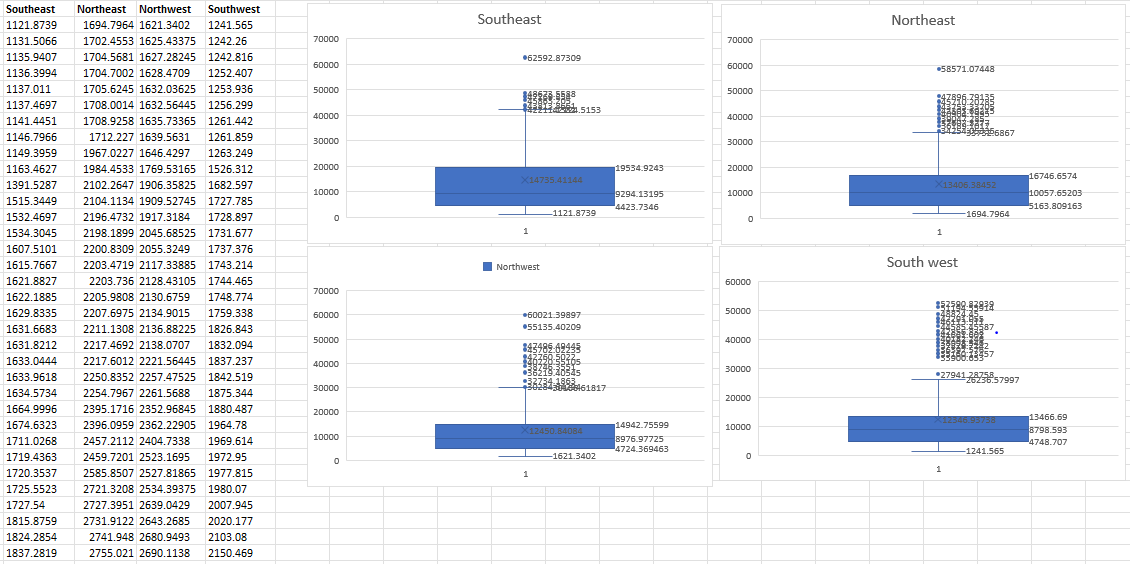 Southeast Northeast Northwest Southwest
1121.8739 1694.7964 1621.3402 1241.565
1131.5066 1702.4553 1625.43375 1242.26
1135.9407 1704.5681 1627.28245 1242.816
1136.3994 1704.7002 1628.4709 1252.407
1137.011 1705.6245 1632.03625 1253.936
1137.4697 1708.0014 1632.56445 1256.299
1141.4451 1708.9258 1635.73365 1261.442
1146.7966 1712.227 1639.5631 1261.859
1149.3959 1967.0227 1646.4297 1263.249
1163.4627 1984.4533 1769.53165 1526.312
1391.5287 2102.2647 1906.35825 1682.597
1515.3449 2104.1134 1909.52745 1727.785
1532.4697 2196.4732 1917.3184 1728.897
1534.3045 2198.1899 2045.68525 1731.677
1607.5101 2200.8309 2055.3249 1737.376
1615.7667 2203.4719 2117.33885 1743.214
1621.8827 2203.736 2128.43105 1744.465
1622.1885 2205.9808 2130.6759 1748.774
1629.8335 2207.6975 2134.9015 1759.338
1631.6683 2211.1308 2136.88225 1826.843
1631.8212 2217.4692 2138.0707 1832.094
1633.0444 2217.6012 2221.56445 1837.237
1633.9618 2250.8352 2257.47525 1842.519
1634.5734 2254.7967 2261.5688 1875.344
1664.9996 2395.1716 2352.96845 1880.487
1674.6323 2396.0959 2362.22905 1964.78
1711.0268 2457.2112 2404.7338 1969.614
1719.4363 2459.7201 2523.1695 1972.95
1720.3537 2585.8507 2527.81865 1977.815
1725.5523 2721.3208 2534.39375 1980.07
1727.54 2727.3951 2639.0429 2007.945
1815.8759 2731.9122 2643.2685 2020.177
1824.2854 2741.948 2680.9493 2103.08
1837.2819 2755.021 2690.1138 2150.469
Southeast
70000
60000
50000
40000
30000
20000
10000
0
62592.87309
19534.9243
14735.41144
9294.13195
4423.7346
1121.8739
1
Northeast
70000
60000
50000
40000
30000
20000
10000
0
58571.07448
47896.79135
16746.6574
13406.38452
10057.65203
5163.809163
1694.7964
1
Northwest
70000
60000
50000
40000
30000
20000
10000
0
60021.39897
55135.40209
36219.40545
32734.1863
14942.75599
8976.97725
4724.369463
1621.3402
1
South west
60000
50000
40000
30000
20000
10000
0
27941.28758
26236.57997
13466.69
8798.593
4748.707
1241.565
1